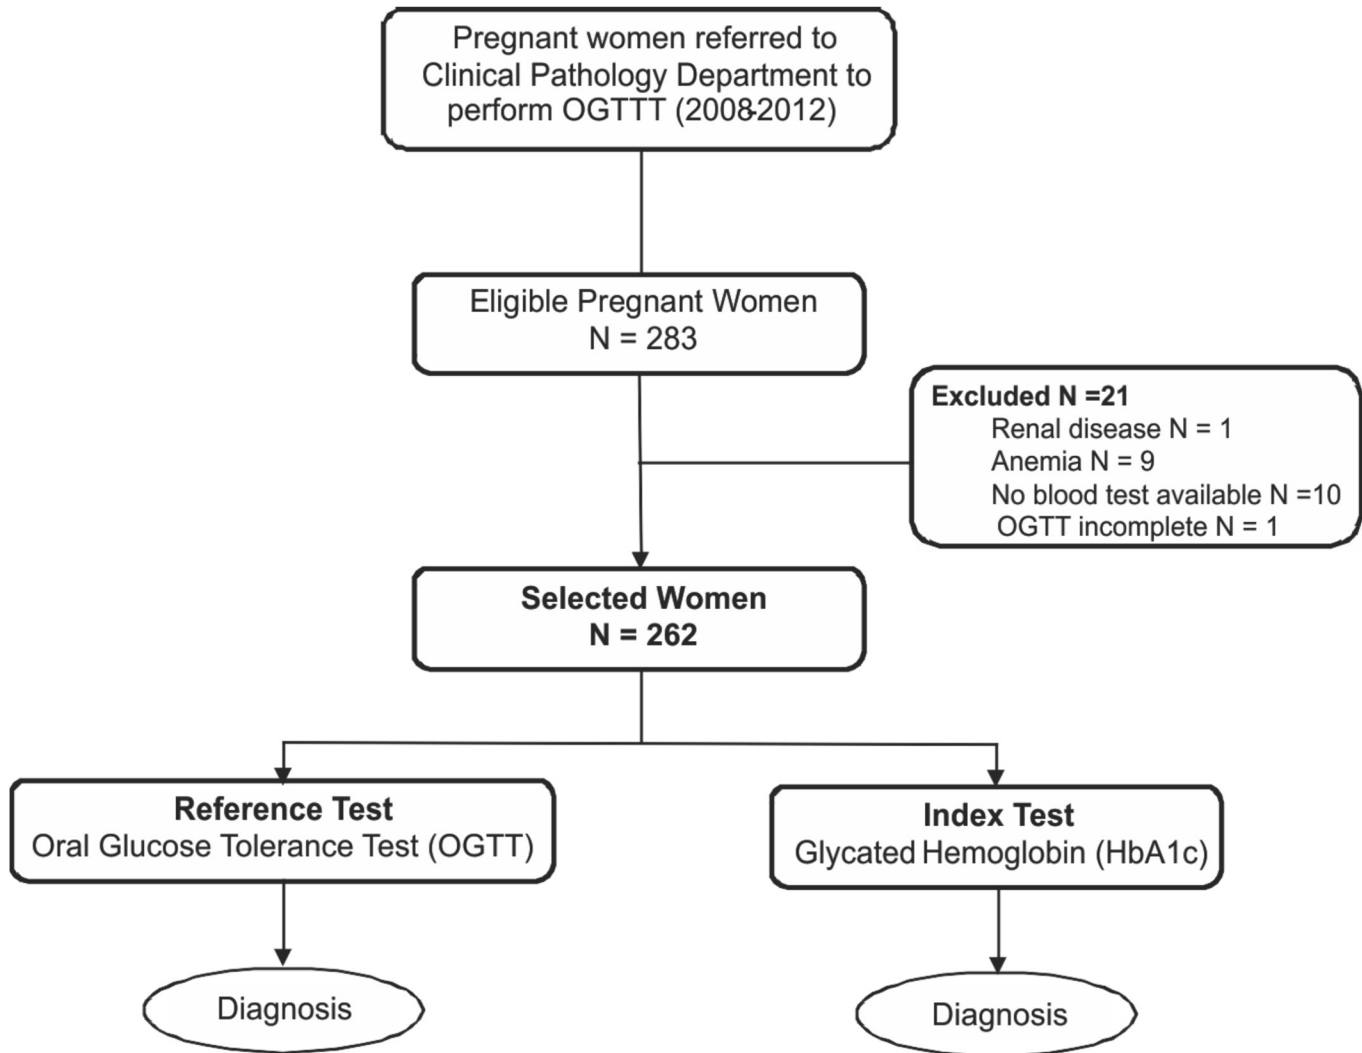 Pregnant women referred to
Clinical Pathology Department to
perform OGTTT (2008-2012)
Eligible Pregnant Women
N = 283
Excluded N =21
Renal disease N = 1
Anemia N = 9
No blood test available N =10
OGTT incomplete N = 1
Selected Women
N = 262
Reference Test
Oral Glucose Tolerance Test (OGTT)
Index Test
Glycated Hemoglobin (HbA1c)
Diagnosis
Diagnosis